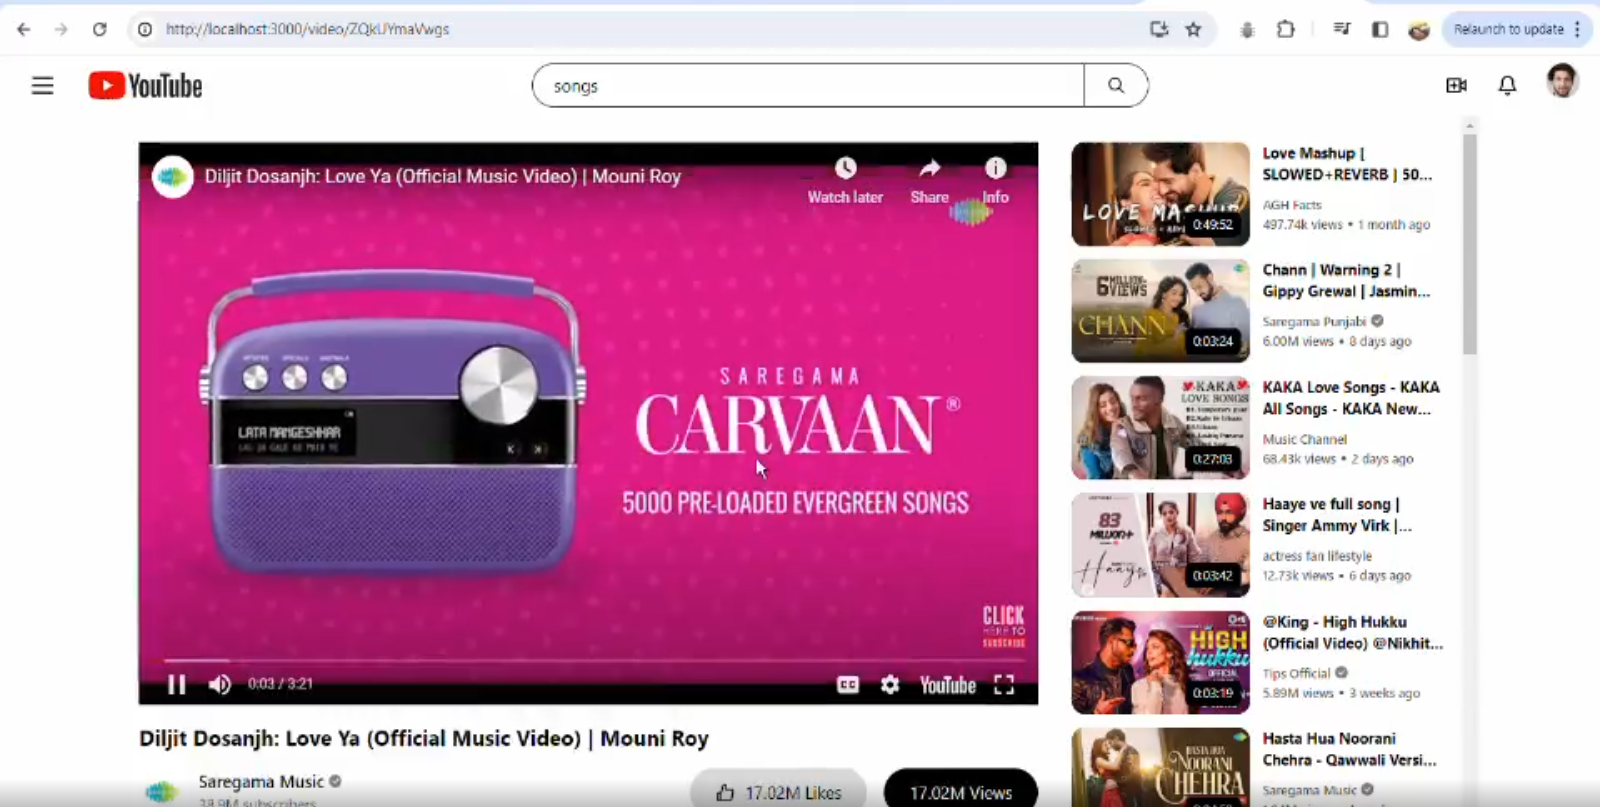 http://localhost:3000/video/ZQkUYmaVwgs
Relaunch to update
YouTube
songs
Diljit Dosanjh: Love Ya (Official Music Video) | Mouni Roy
Watch later
Share
Info
LATA MANGESHKAR
SAREGAMA
CARVAAN®
5000 PRE-LOADED EVERGREEN SONGS
CLICK
HERE TO
SUBSCRIBE
0:03 / 3:21
CC
YouTube
Diljit Dosanjh: Love Ya (Official Music Video) | Mouni Roy
Saregama Music
17.02M Likes
17.02M Views
LOVE MASHUP
0:49:52
Love Mashup |
SLOWED+REVERB | 50...
AGH Facts
497.74k views • 1 month ago
6 MILLION+
VIEWS
CHANN
0:03:24
Chann | Warning 2 |
Gippy Grewal | Jasmin...
Saregama Punjabi
6.00M views • 8 days ago
KAKA
LOVE SONGS
0:27:03
KAKA Love Songs - KAKA
All Songs - KAKA New...
Music Channel
68.43k views • 2 days ago
83
MILLION+
0:03:42
Haaye ve full song |
Singer Ammy Virk |...
actress fan lifestyle
12.73k views • 6 days ago
HIGH
hukku
OFFICIAL
0:03:19
@King - High Hukku
(Official Video) @Nikhit...
Tips Official
5.89M views • 3 weeks ago
HASTA HUA
NOORANI
CHEHRA
Hasta Hua Noorani
Chehra - Qawwali Versi...
Saregama Music